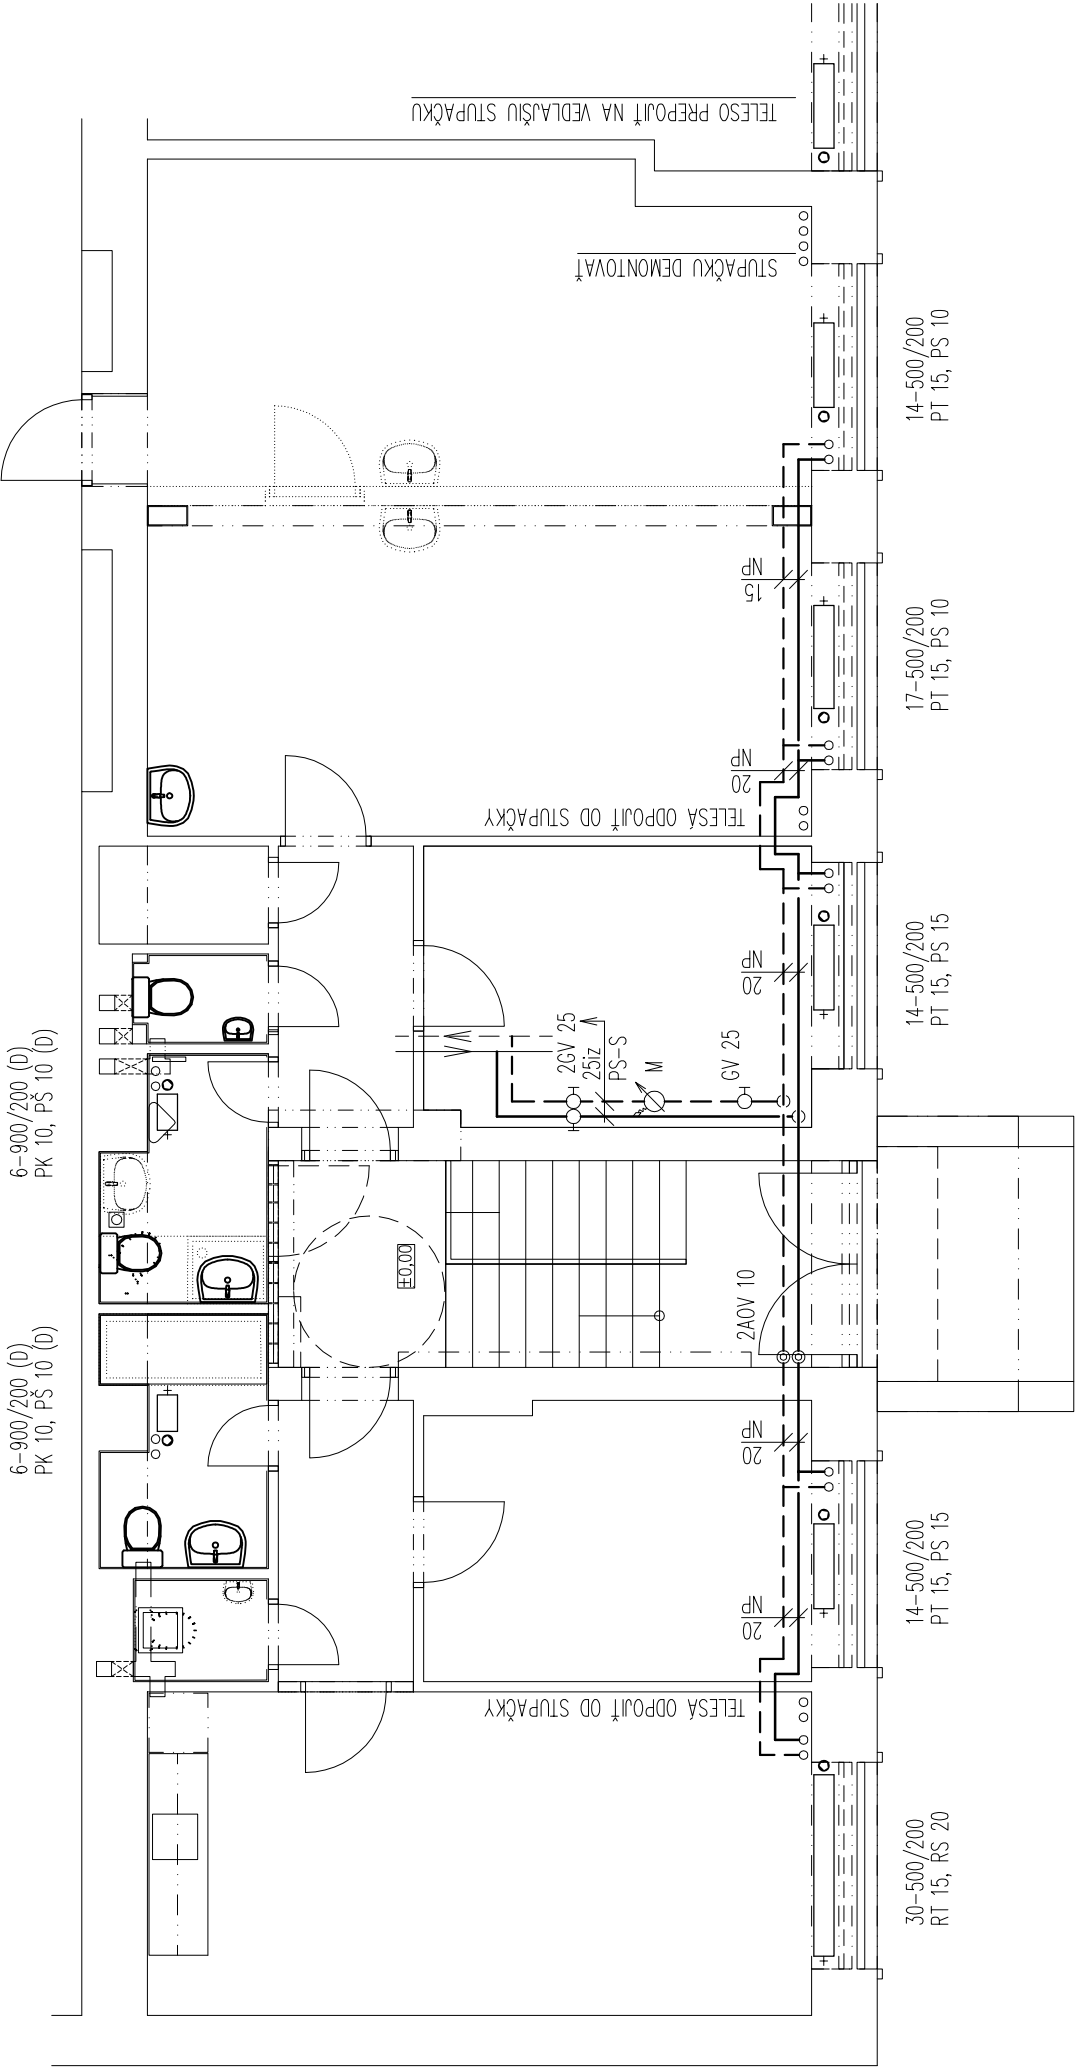 6-900/200 (D)
PK 10, PŠ 10 (D)
6-900/200 (D)
PK 10, PŠ 10 (D)
TELESO PREPOJIŤ NA VEDLAJŠIU STUPAČKU
STUPAČKU DEMONTOVAŤ
14-500/200
PT 15, PS 10
NP
15
17-500/200
PT 15, PS 10
NP
20
TELESÁ ODPOJIŤ OD STUPAČKY
NP
20
14-500/200
PT 15, PS 15
2GV 25
25iz
PS-S
M
GV 25
±0,00
2AOV 10
NP
20
14-500/200
PT 15, PS 15
NP
20
TELESÁ ODPOJIŤ OD STUPAČKY
30-500/200
RT 15, RS 20